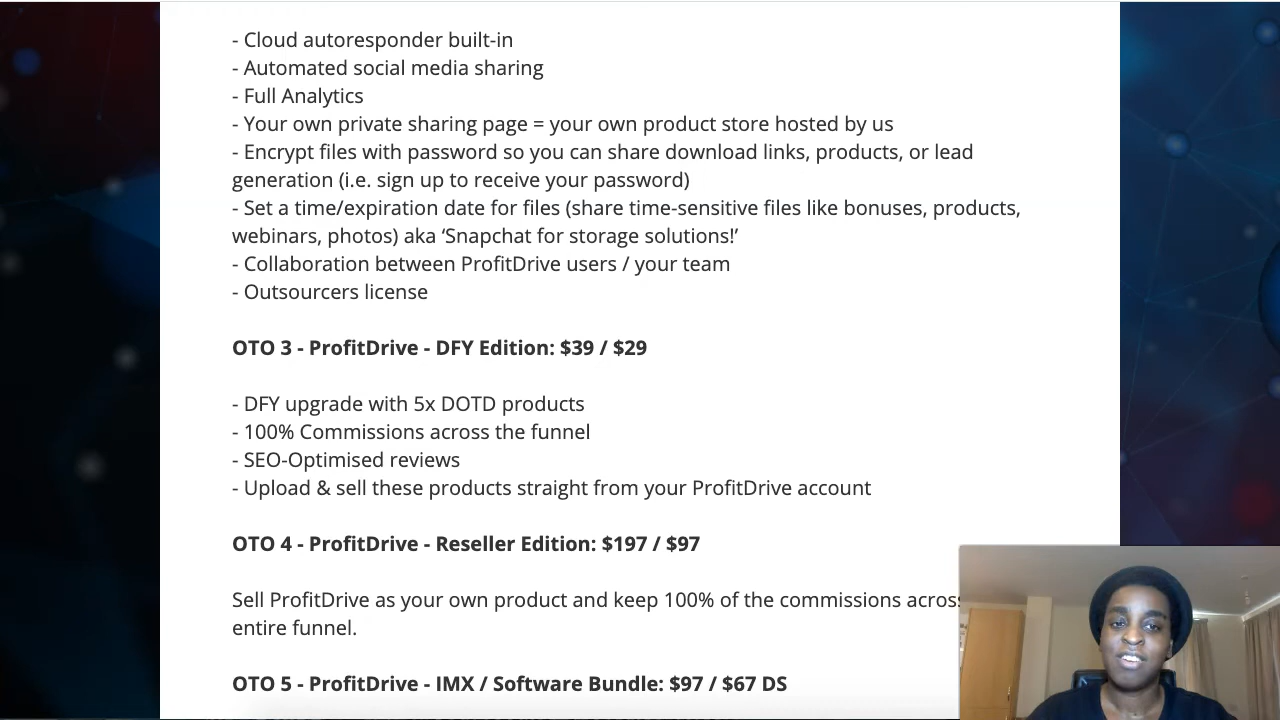 - Cloud autoresponder built-in
- Automated social media sharing
- Full Analytics
- Your own private sharing page = your own product store hosted by us
- Encrypt files with password so you can share download links, products, or lead
generation (i.e. sign up to receive your password)
- Set a time/expiration date for files (share time-sensitive files like bonuses, products,
webinars, photos) aka ‘Snapchat for storage solutions!’
- Collaboration between ProfitDrive users / your team
- Outsourcers license
OTO 3 - ProfitDrive - DFY Edition: $39 / $29
- DFY upgrade with 5x DOTD products
- 100% Commissions across the funnel
- SEO-Optimised reviews
- Upload & sell these products straight from your ProfitDrive account
OTO 4 - ProfitDrive - Reseller Edition: $197 / $97
Sell ProfitDrive as your own product and keep 100% of the commissions across
entire funnel.
OTO 5 - ProfitDrive - IMX / Software Bundle: $97 / $67 DS